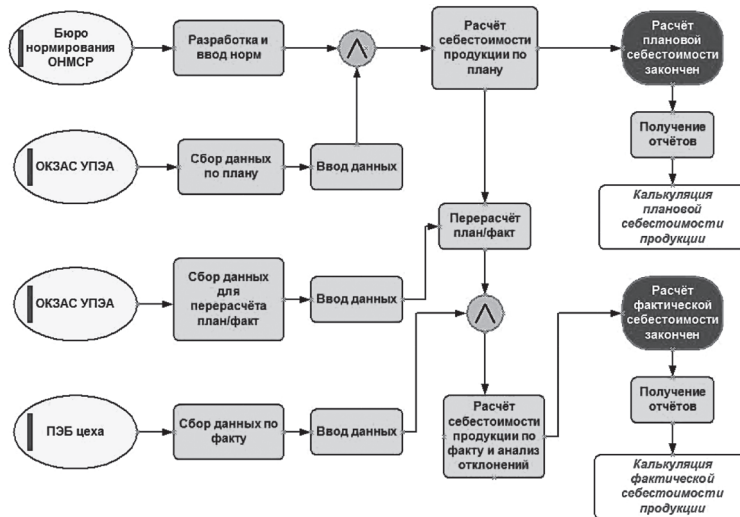 Бюро
нормирования
ОНМСР
Разработка и
ввод норм
Расчёт
себестоимости
продукции по
плану
Расчёт
плановой
себестоимости
закончен
Получение
отчётов
ОКЗАС УПЭА
Сбор данных
по плану
Ввод данных
Калькуляция
плановой
себестоимости
продукции
Перерасчёт
план/факт
ОКЗАС УПЭА
Сбор данных
для
перерасчёта
план/факт
Ввод данных
Расчёт
фактической
себестоимости
закончен
Получение
отчётов
ПЭБ цеха
Сбор данных по
факту
Ввод данных
Расчёт
себестоимости
продукции по
факту и анализ
отклонений
Калькуляция
фактической
себестоимости
продукции